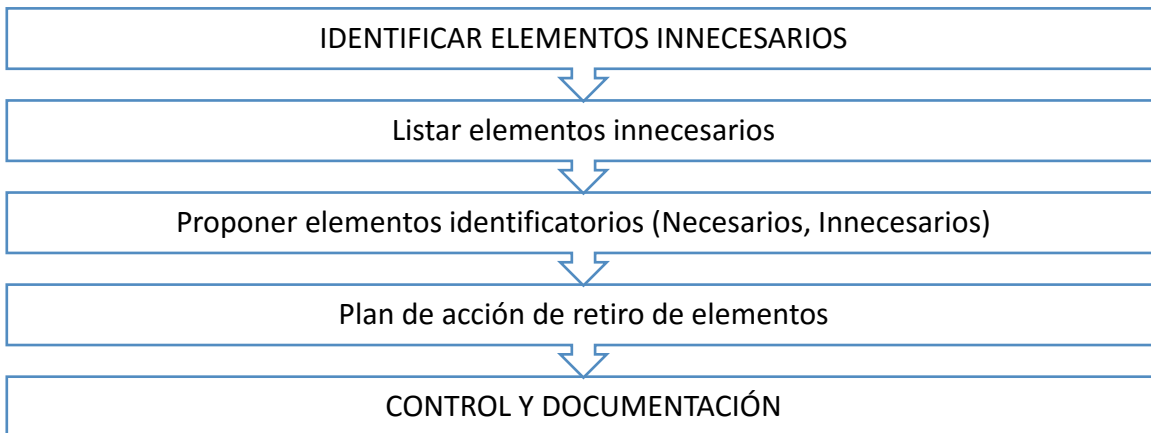 IDENTIFICAR ELEMENTOS INNECESARIOS
Listar elementos innecesarios
Proponer elementos identificatorios (Necesarios, Innecesarios)
Plan de acción de retiro de elementos
CONTROL Y DOCUMENTACIÓN